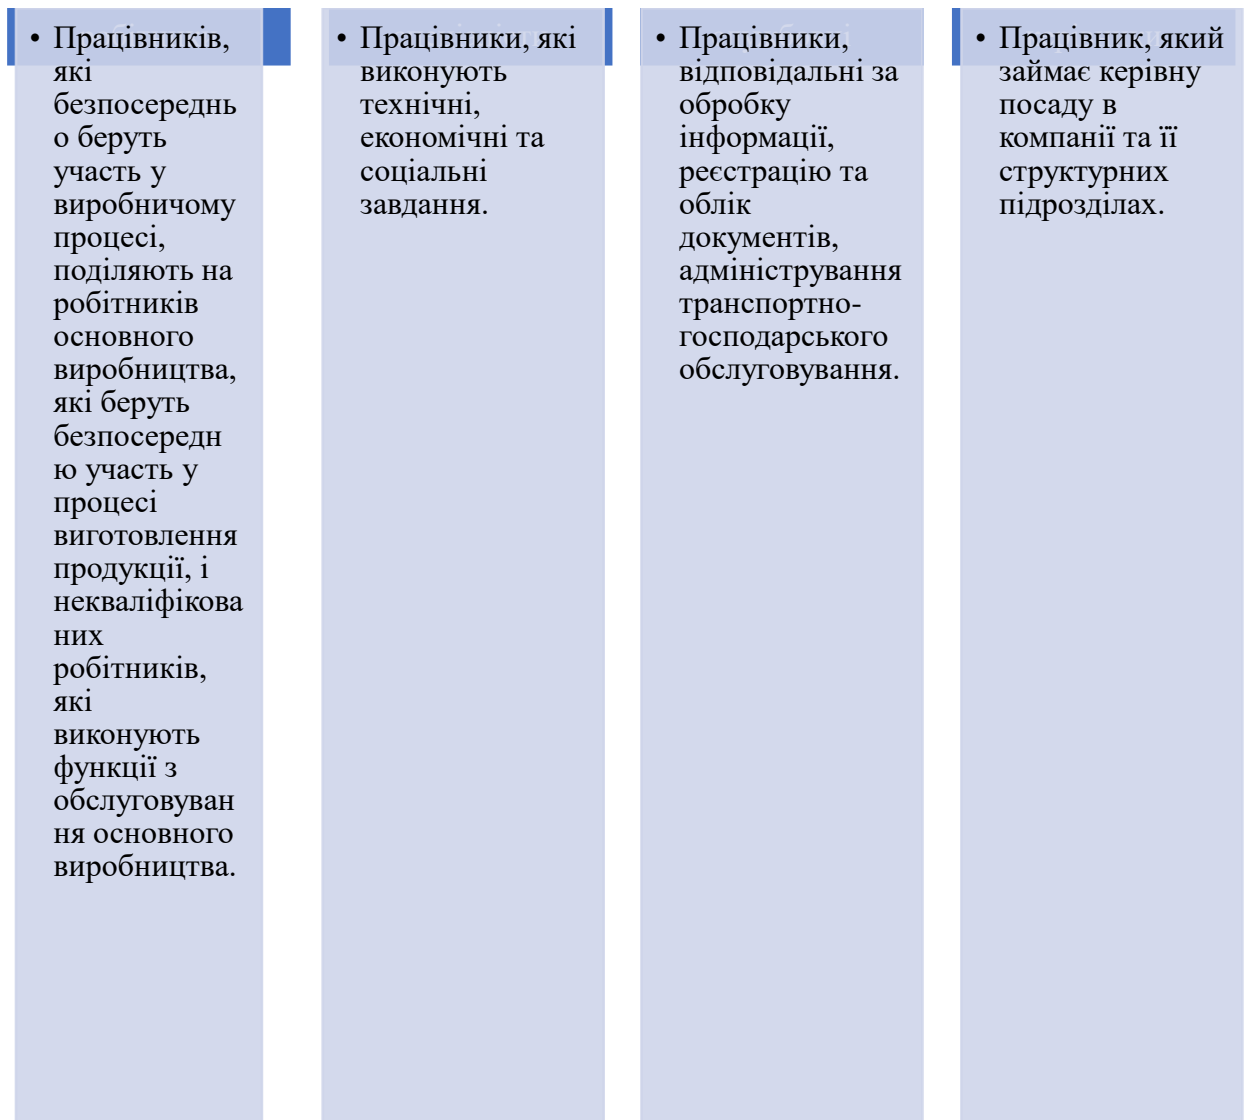 • Працівників,
які
безпосереднь
о беруть
участь у
виробничому
процесі,
поділяють на
робітників
основного
виробництва,
які беруть
безпосередн
ю участь у
процесі
виготовлення
продукції, і
некваліфікова
них
робітників,
які
виконують
функції з
обслуговуван
ня основного
виробництва.
• Працівники, які
виконують
технічні,
економічні та
соціальні
завдання.
• Працівники,
відповідальні за
обробку
інформації,
реєстрацію та
облік
документів,
адміністрування
транспортно-
господарського
обслуговування.
• Працівник, який
займає керівну
посаду в
компанії та її
структурних
підрозділах.